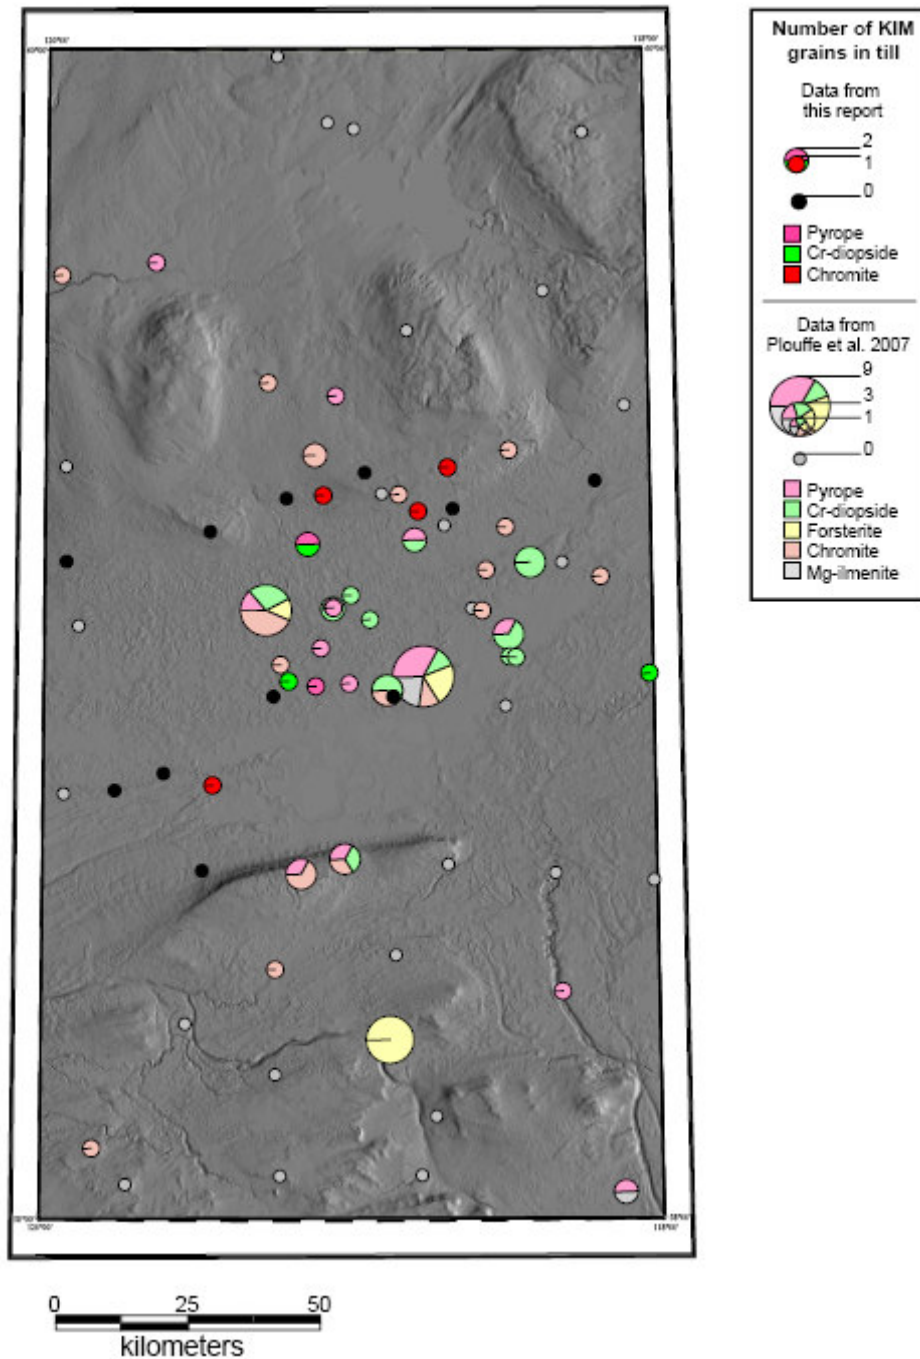 Number of KIM
grains in till
Data from
this report
2
1
0
Pyrope
Cr-diopside
Chromite
Data from
Plouffe et al. 2007
9
3
1
0
Pyrope
Cr-diopside
Forsterite
Chromite
Mg-ilmenite
0 25 50
kilometers